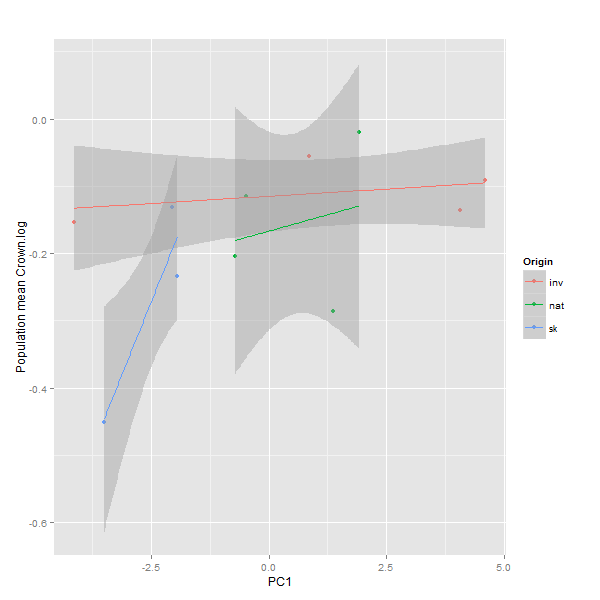 Population mean Crown.log
0.0
-0.2
-0.4
-0.6
-2.5
0.0
2.5
5.0
PC1
Origin
inv
nat
sk